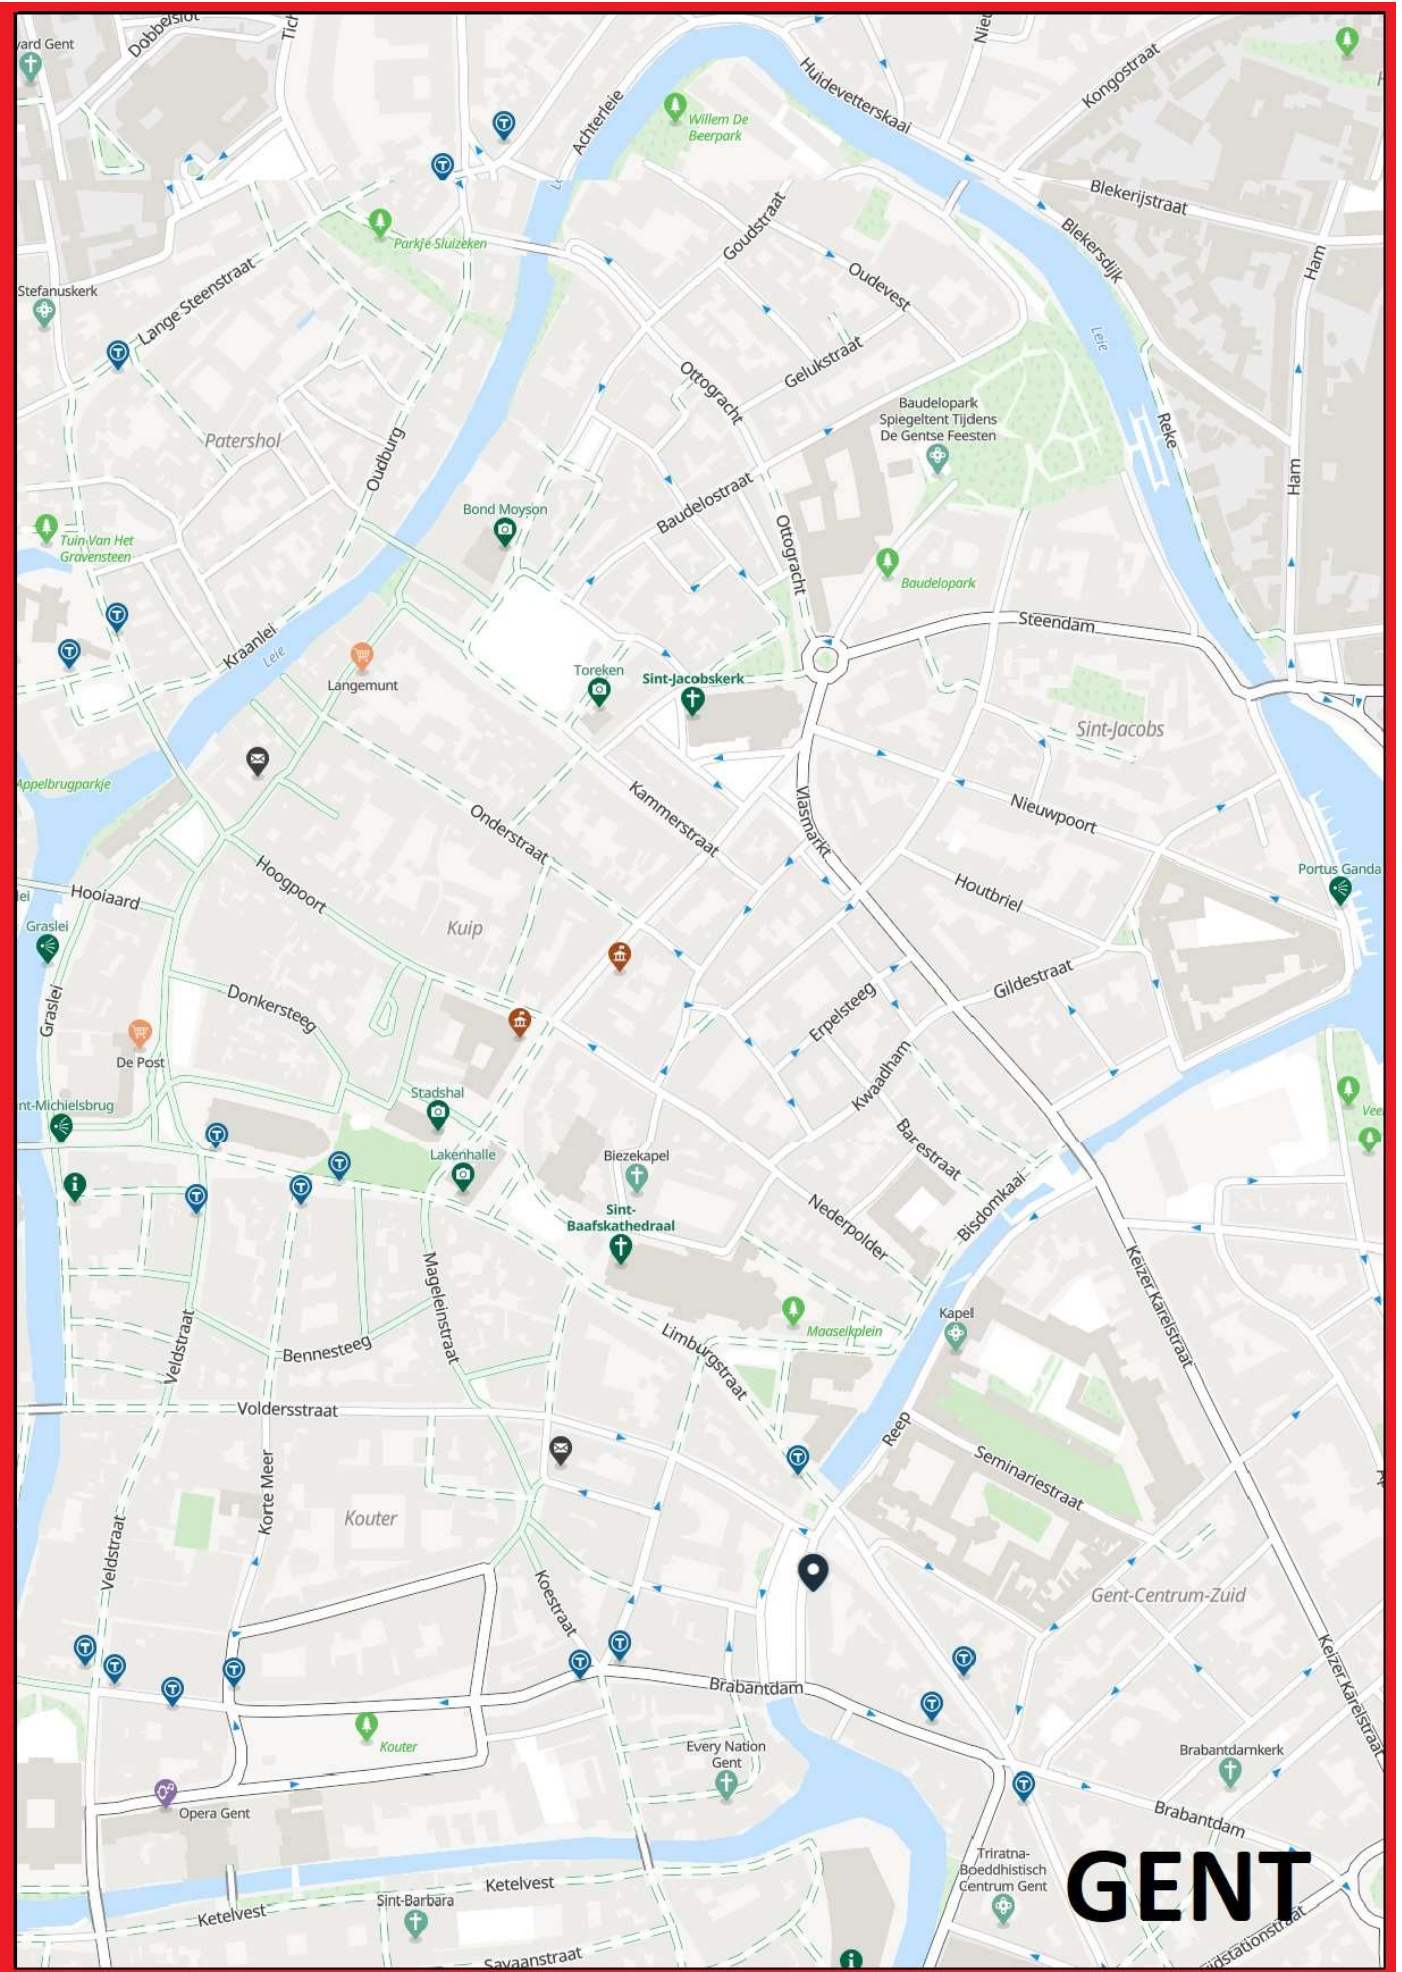 Dobbelslot
yard Gent
Achterleie
Huidevetterskaai
Kongostraat
Willem De
Beerpark
Blekerijstraat
Goudstraat
Blekersdijk
Parkje Sluizeken
Ham
Stefanuskerk
Lange Steenstraat
Oudevest
Leie
Gelukstraat
Ottogracht
Baudelopark
Spiegeltent Tijdens
De Gentse Feesten
Reke
Patershol
Oudburg
Ham
Baudelostraat
Bond Moyson
Ottogracht
Tuin Van Het
Gravensteen
Baudelopark
Steendam
Kraanlei
Leie
Langemunt
Toreken
Sint-Jacobskerk
Sint-Jacobs
Appelbrugparkje
Kammerstraat
Vlasmarkt
Nieuwpoort
Onderstraat
Hoogpoort
Portus Ganda
Houtbriel
Hooiaard
Graslei
Kuip
Gildestraat
Graslei
Donkersteeg
Erpelsteeg
De Post
Kwaadham
Stadshal
nt-Michielsbrug
Barrestraat
Lakenhalle
Biezekapel
Bisdomkaai
Nederpolder
Sint-
Baafskathedraal
Mageleinstraat
Keizer Karelstraat
Kapel
Veldstraat
Maaseikplein
Bennesteeg
Limburgstraat
Voldersstraat
Reep
Seminariestraat
Korte Meer
Kouter
Veldstraat
Koestraat
Gent-Centrum-Zuid
Keizer Karelstraat
Brabantdam
Kouter
Every Nation
Gent
Brabantdamkerk
Opera Gent
Brabantdam
Triratna-
Boeddhistisch
Centrum Gent
GENT
Ketelvest
Sint-Barbara
Ketelvest
Savaanstraat
idstationstraat